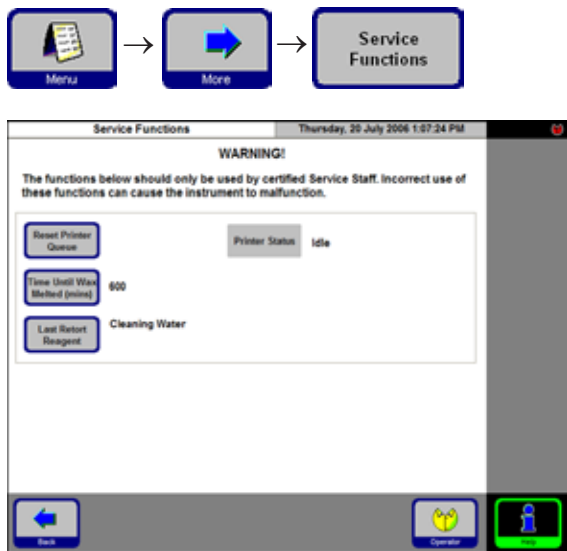 Menu
More
Service
Functions
Service Functions
Thursday, 20 July 2006 1:07:24 PM
WARNING!
The functions below should only be used by certified Service Staff. Incorrect use of
these functions can cause the instrument to malfunction.
Reset Printer
Queue
Printer Status
Idle
Time Until Wax
Melted (mins)
600
Last Retort
Reagent
Cleaning Water
Back
Operator
Help